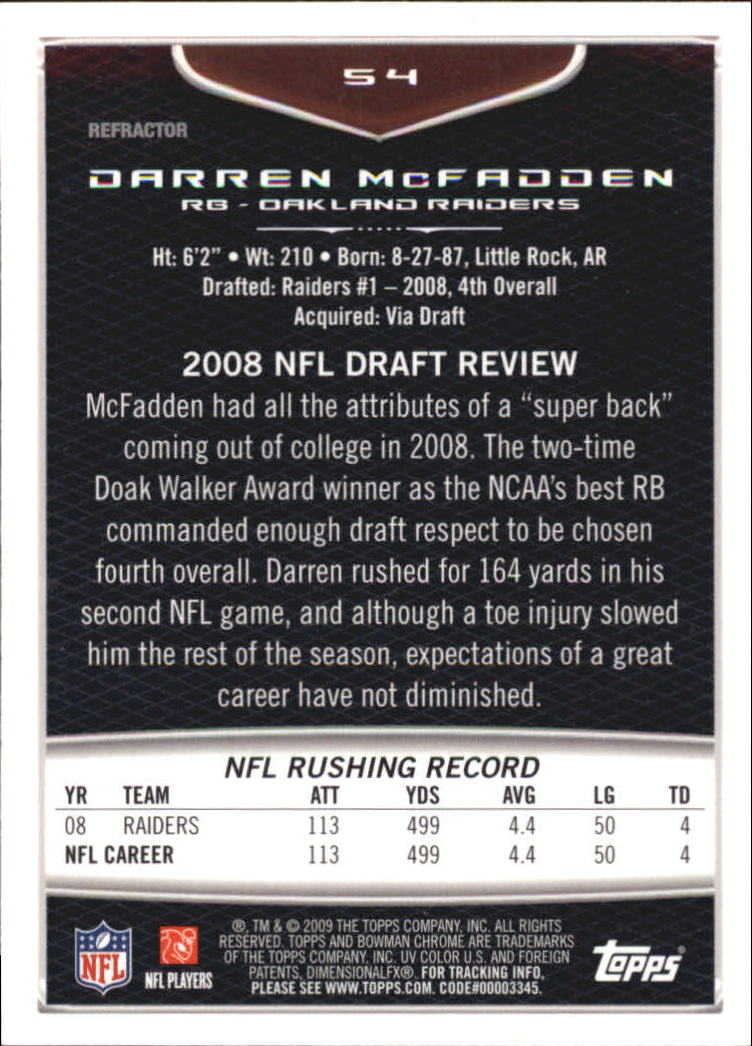 54
REFRACTOR
DARREN McFADDEN
RB - OAKLAND RAIDERS
Ht: 6'2" • Wt: 210 • Born: 8-27-87, Little Rock, AR
Drafted: Raiders #1 – 2008, 4th Overall
Acquired: Via Draft
2008 NFL DRAFT REVIEW
McFadden had all the attributes of a “super back”
coming out of college in 2008. The two-time
Doak Walker Award winner as the NCAA's best RB
commanded enough draft respect to be chosen
fourth overall. Darren rushed for 164 yards in his
second NFL game, and although a toe injury slowed
him the rest of the season, expectations of a great
career have not diminished.
NFL RUSHING RECORD
YR TEAM ATT YDS AVG LG TD
08 RAIDERS 113 499 4.4 50 4
NFL CAREER 113 499 4.4 50 4
®, TM & © 2009 THE TOPPS COMPANY, INC. ALL RIGHTS
RESERVED. TOPPS AND BOWMAN CHROME ARE TRADEMARKS
OF THE TOPPS COMPANY, INC. UV COLOR U.S. AND FOREIGN
PATENTS, DIMENSIONALFX®. FOR TRACKING INFO,
PLEASE SEE WWW.TOPPS.COM. CODE#00003345.
NFL
NFL PLAYERS
Topps®